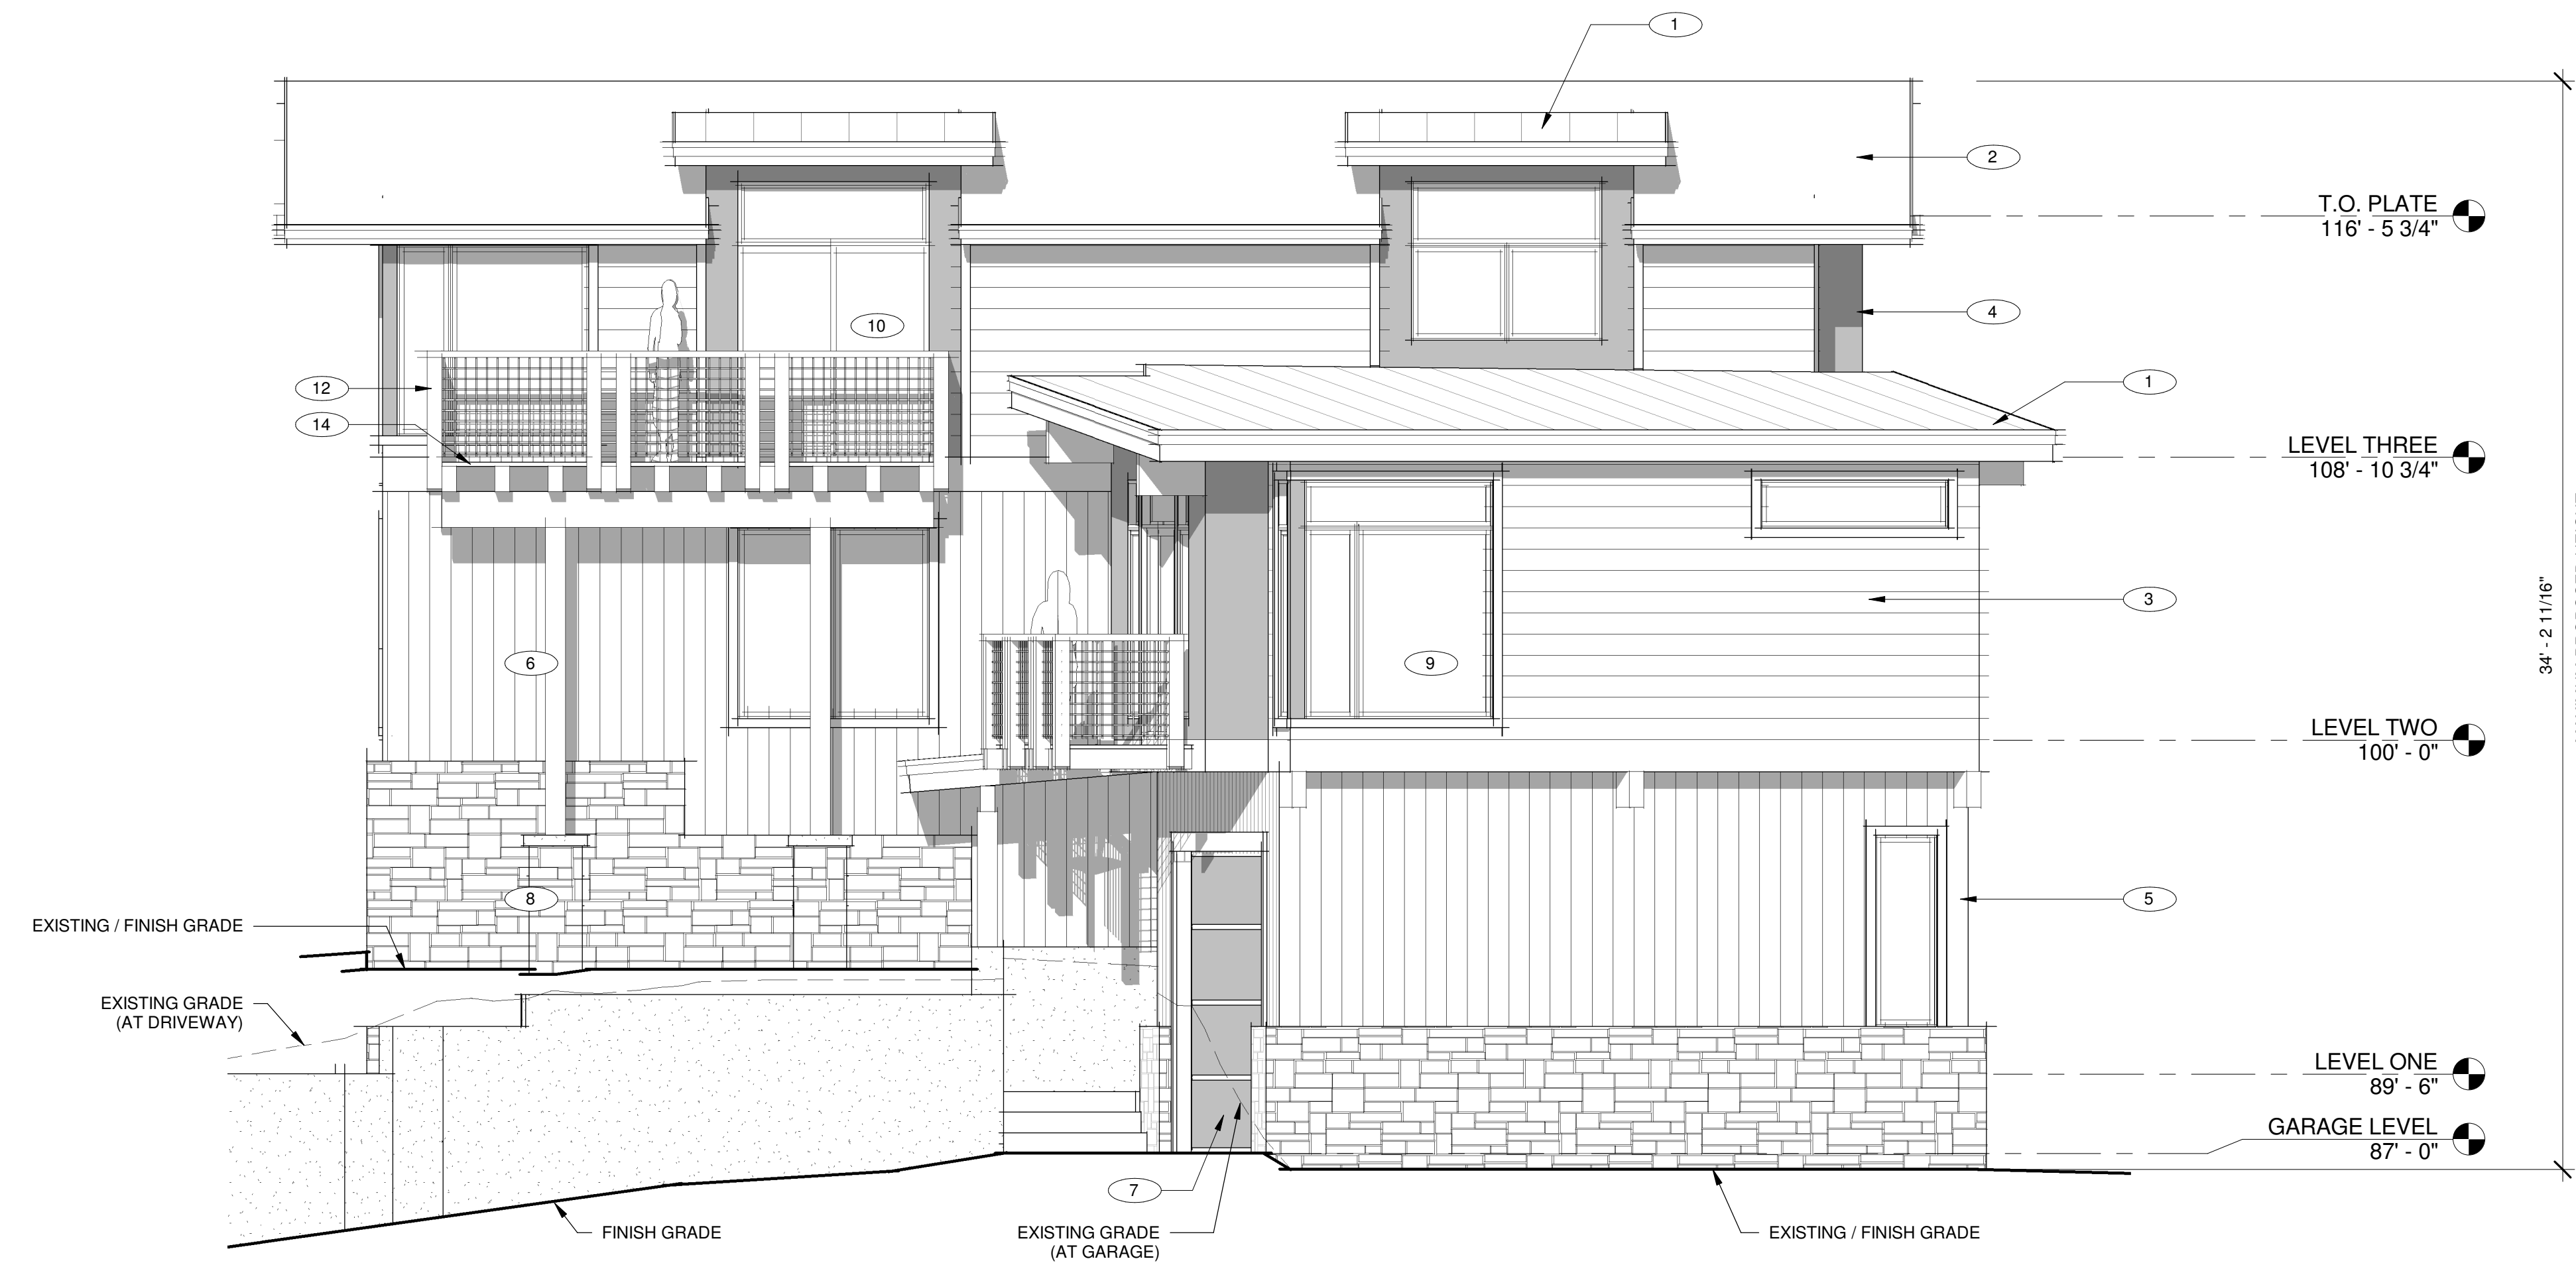 1
2
T.O. PLATE
116' - 5 3/4"
10
4
12
1
14
LEVEL THREE
108' - 10 3/4"
3
34' - 2 11/16"
6
9
LEVEL TWO
100' - 0"
8
5
EXISTING / FINISH GRADE
EXISTING GRADE
(AT DRIVEWAY)
LEVEL ONE
89' - 6"
GARAGE LEVEL
87' - 0"
7
FINISH GRADE
EXISTING GRADE
(AT GARAGE)
EXISTING / FINISH GRADE